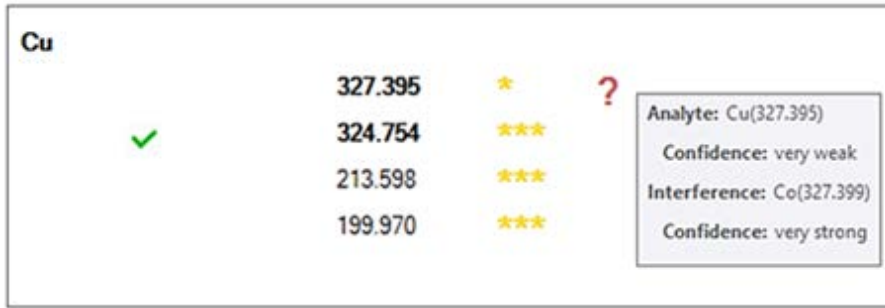 Cu
327.395 * ?
324.754 ***
213.598 ***
199.970 ***
Analyte: Cu(327.395)
Confidence: very weak
Interference: Co(327.399)
Confidence: very strong